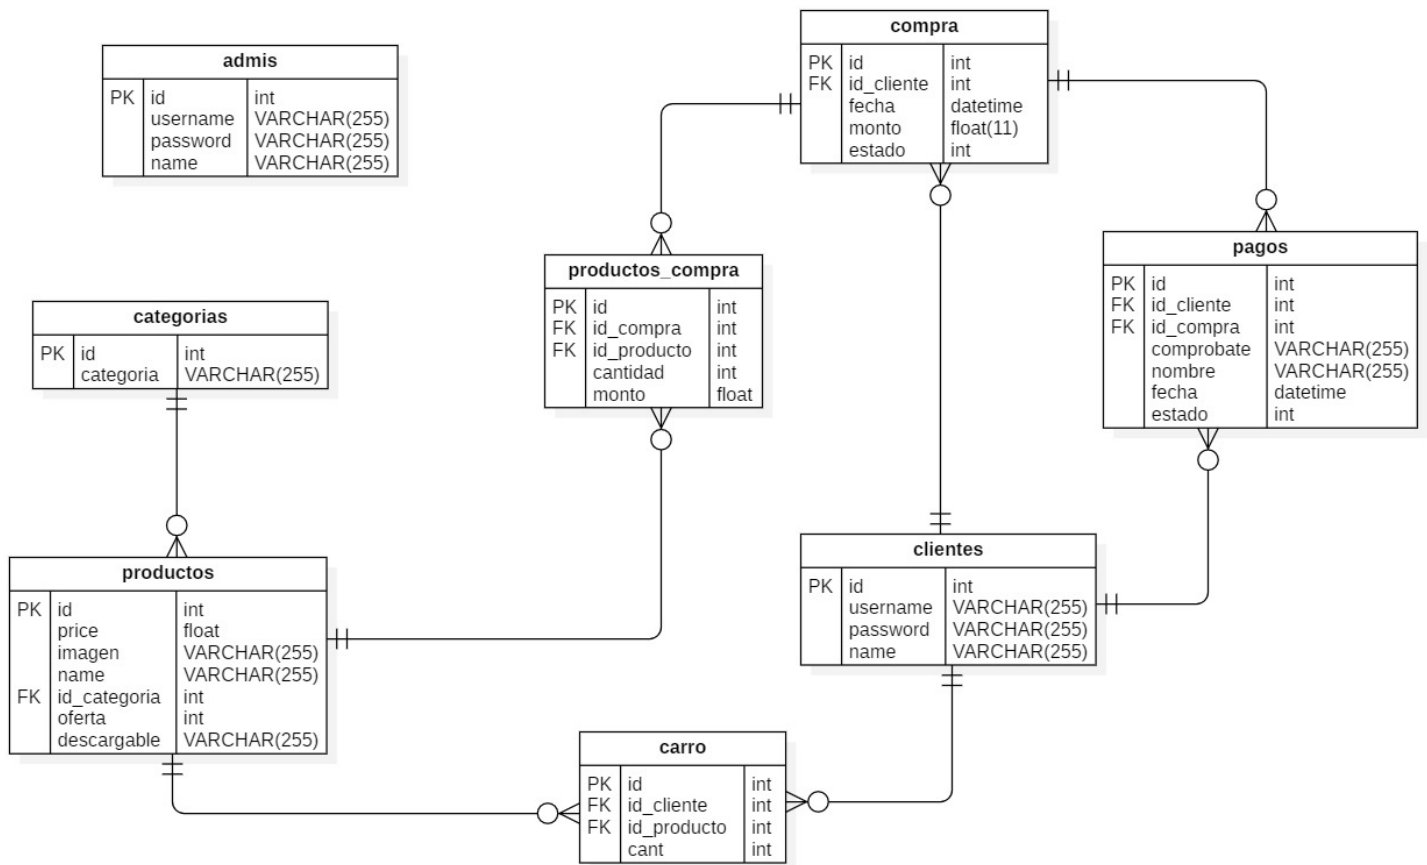 compra
PK id int
FK id_cliente int
fecha datetime
monto float(11)
estado int
admis
PK id int
username VARCHAR(255)
password VARCHAR(255)
name VARCHAR(255)
pagos
PK id int
FK id_cliente int
FK id_compra int
comprobate VARCHAR(255)
nombre VARCHAR(255)
fecha datetime
estado int
productos_compra
PK id int
FK id_compra int
FK id_producto int
cantidad int
monto float
categorias
PK id int
categoria VARCHAR(255)
clientes
PK id int
username VARCHAR(255)
password VARCHAR(255)
name VARCHAR(255)
productos
PK id int
price float
imagen VARCHAR(255)
name VARCHAR(255)
FK id_categoria int
oferta int
descargable VARCHAR(255)
carro
PK id int
FK id_cliente int
FK id_producto int
cant int